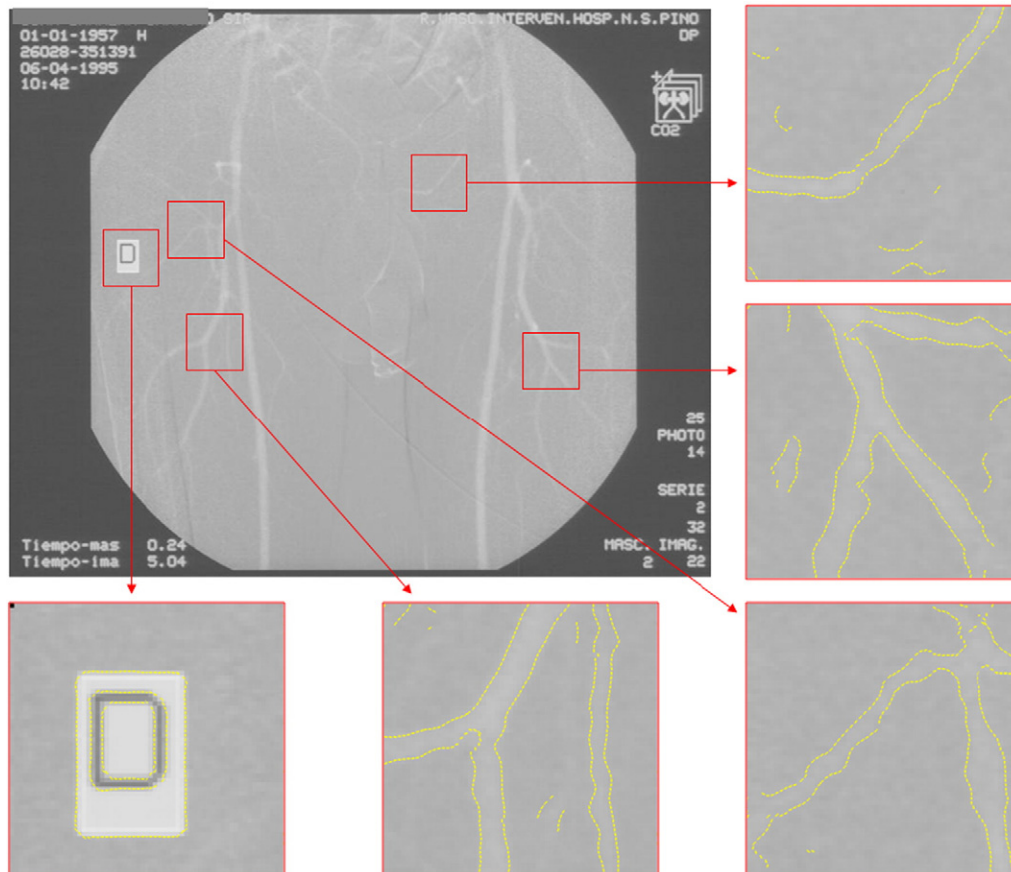 R.VASC.INTERVEN.HOSP.N.S.PINO
01-01-1957 H
DP
26028-351391
06-04-1995
10:42
CO2
D
25
PHOTO
14
SERIE
2
32
Tiempo-mas 0.24
MASC. IMAG.
Tiempo-ima 5.04
2 22